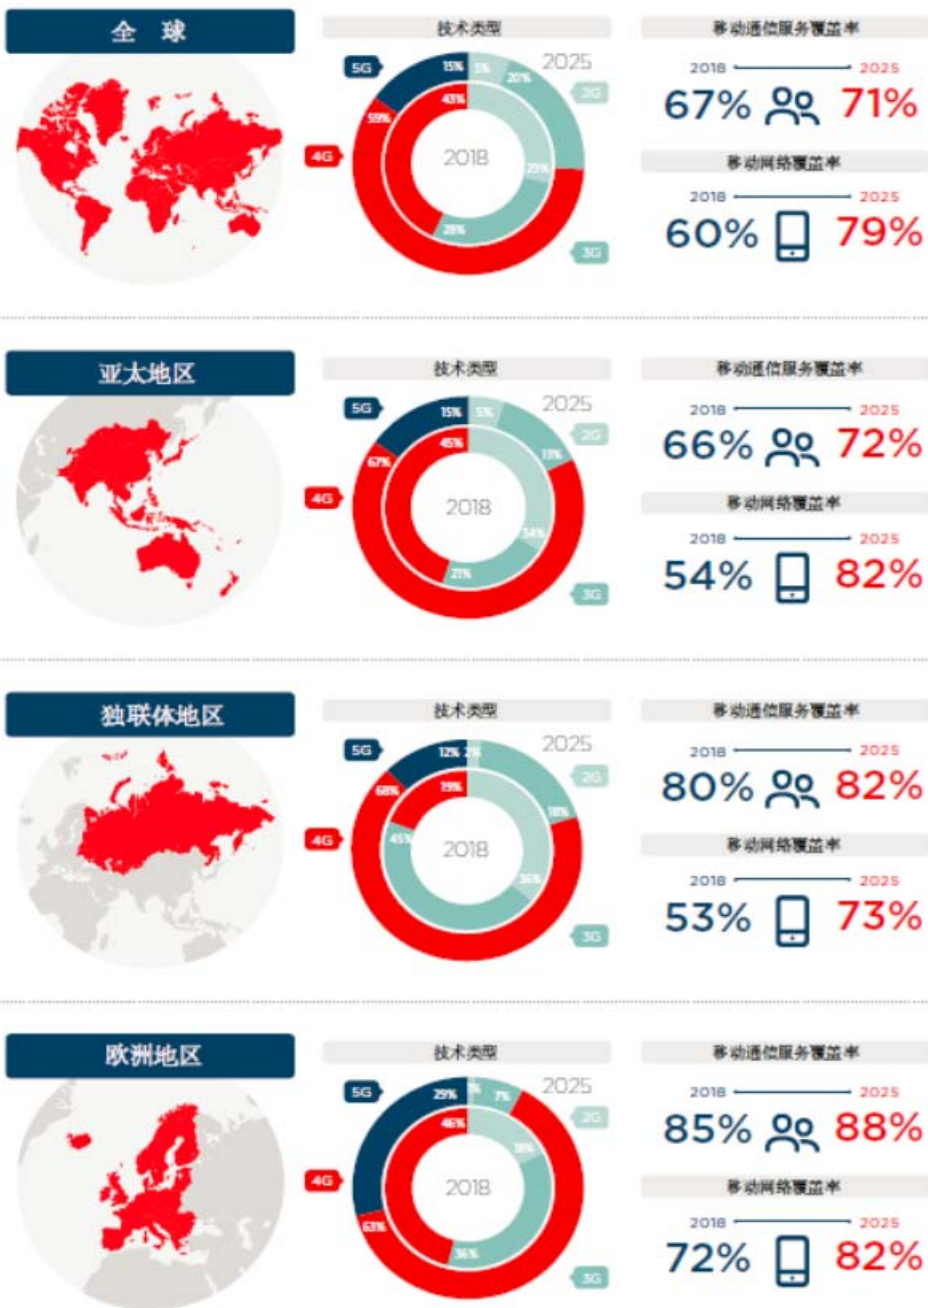 全 球
技术类型
5G
15%
5%
2025
20%
2G
43%
59%
4G
2018
29%
28%
3G
移动通信服务覆盖率
2018
2025
67%
71%
移动网络覆盖率
2018
2025
60%
79%
亚太地区
技术类型
5G
15%
5%
2025
2G
45%
13%
67%
4G
2018
34%
21%
3G
移动通信服务覆盖率
2018
2025
66%
72%
移动网络覆盖率
2018
2025
54%
82%
独联体地区
技术类型
5G
12%
2%
2025
2G
19%
68%
18%
4G
45%
2018
36%
3G
移动通信服务覆盖率
2018
2025
80%
82%
移动网络覆盖率
2018
2025
53%
73%
欧洲地区
技术类型
5G
29%
7%
2025
2G
46%
18%
4G
2018
63%
36%
3G
移动通信服务覆盖率
2018
2025
85%
88%
移动网络覆盖率
2018
2025
72%
82%